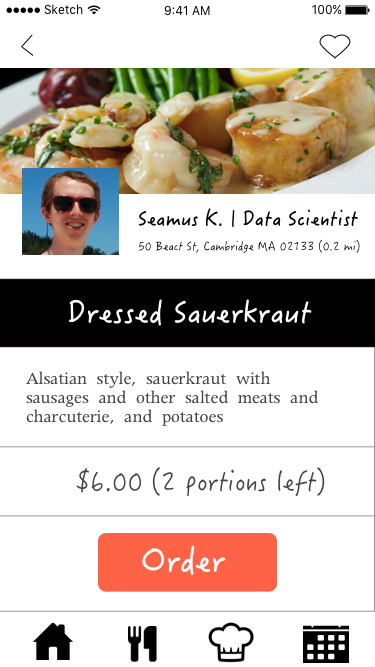 Sketch 9:41 AM 100%
Seamus K. | Data Scientist
50 Beact St, Cambridge MA 02133 (0.2 mi)
Dressed Sauerkraut
Alsatian style, sauerkraut with
sausages and other salted meats and
charcuterie, and potatoes
$6.00 (2 portions left)
Order